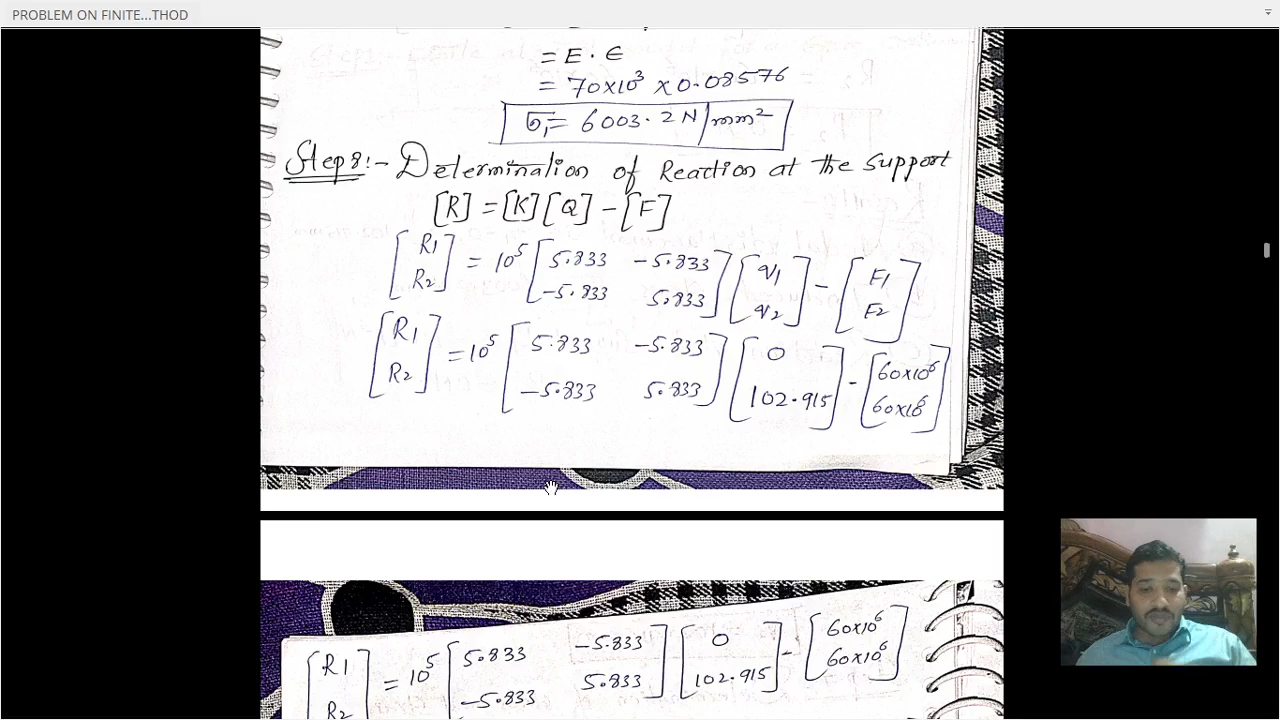 PROBLEM ON FINITE...THOD
= E · ∈
= 70×10³ × 0.08576
σ₁ = 6003.2 N/mm²
Step 8:- Determination of Reaction at the support
[R] = [K] [Q] - [F]
[R1 R2] = 10⁵ [5.833 -5.833 -5.833 5.833] [q1 q2] - [F1 F2]
[R1 R2] = 10⁵ [5.833 -5.833 -5.833 5.833] [0 102.915] - [60×10⁶ 60×10⁶]
[R1 R2] = 10⁵ [5.833 -5.833 -5.833 5.833] [0 102.915] - [60×10⁶ 60×10⁶]